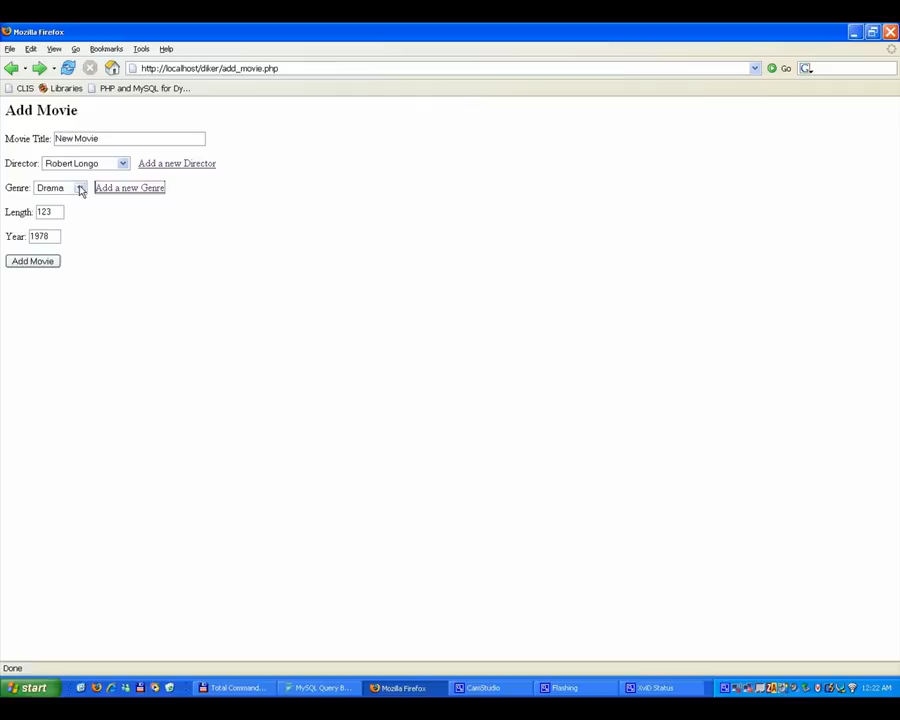 Mozilla Firefox
File Edit View Go Bookmarks Tools Help
http://localhost/diker/add_movie.php Go
CLIS Libraries PHP and MySQL for Dy...
Add Movie
Movie Title: New Movie
Director: Robert Longo Add a new Director
Genre: Drama Add a new Genre
Length: 123
Year: 1978
Add Movie
Done
start Total Command... MySQL Query B... Mozilla Firefox CamStudio Flashing XviD Status 12:22 AM